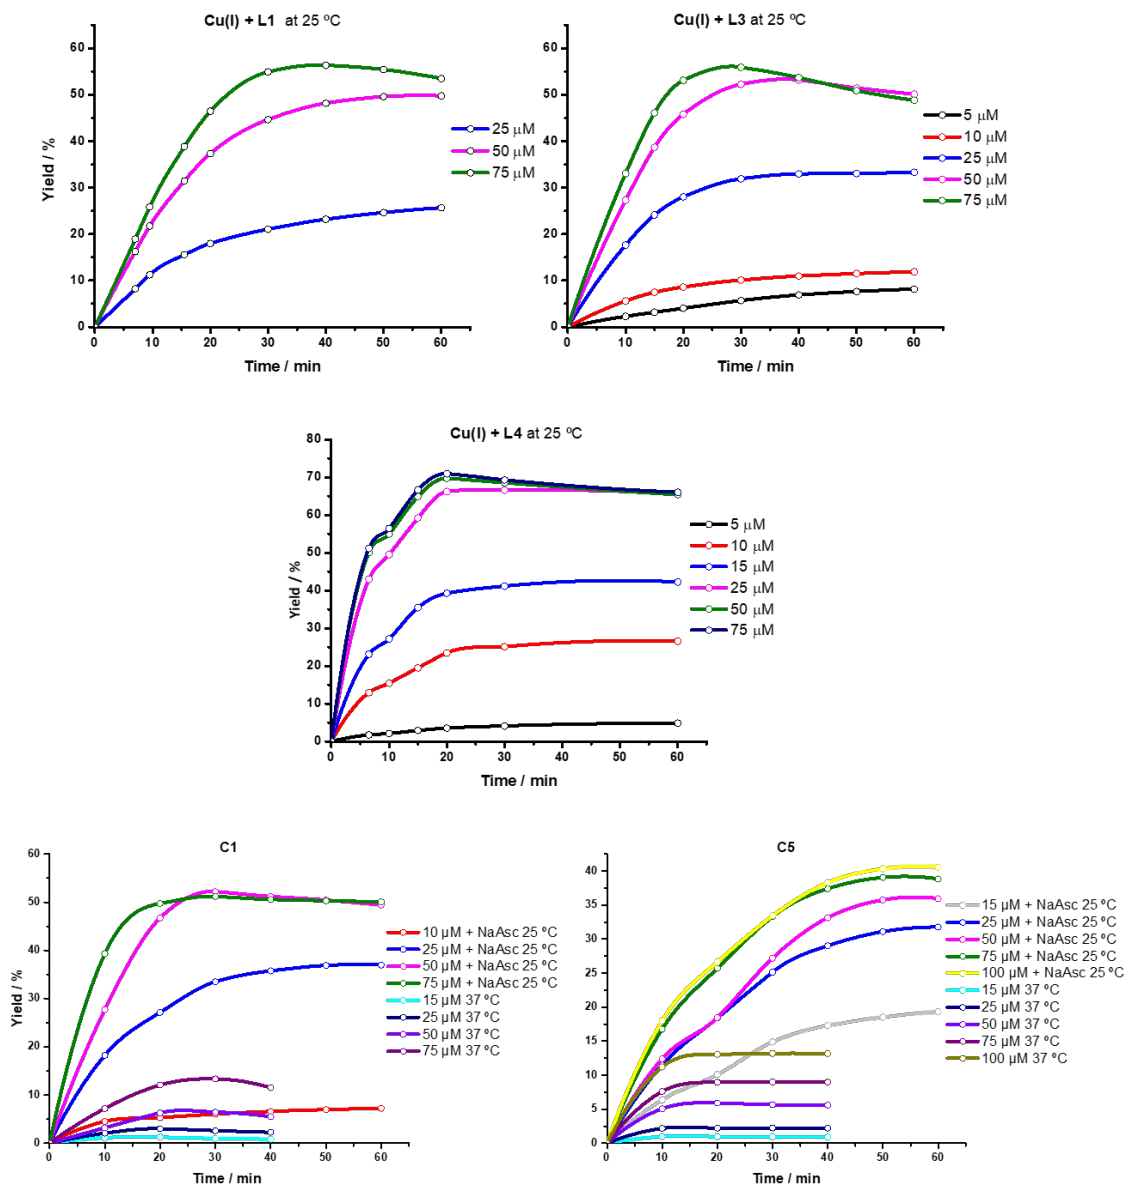 Cu(I) + L1 at 25 ºC
Yield / %
60
50
40
30
20
10
0
0 10 20 30 40 50 60
Time / min
25 µM
50 µM
75 µM
Cu(I) + L3 at 25 ºC
60
50
40
30
20
10
0
0 10 20 30 40 50 60
Time / min
5 µM
10 µM
25 µM
50 µM
75 µM
Cu(I) + L4 at 25 ºC
Yield / %
80
70
60
50
40
30
20
10
0
0 10 20 30 40 50 60
Time / min
5 µM
10 µM
15 µM
25 µM
50 µM
75 µM
C1
Yield / %
60
50
40
30
20
10
0
0 10 20 30 40 50 60
Time / min
10 µM + NaAsc 25 ºC
25 µM + NaAsc 25 ºC
50 µM + NaAsc 25 ºC
75 µM + NaAsc 25 ºC
15 µM 37 ºC
25 µM 37 ºC
50 µM 37 ºC
75 µM 37 ºC
C5
40
35
30
25
20
15
10
5
0
0 10 20 30 40 50 60
Time / min
15 µM + NaAsc 25 ºC
25 µM + NaAsc 25 ºC
50 µM + NaAsc 25 ºC
75 µM + NaAsc 25 ºC
100 µM + NaAsc 25 ºC
15 µM 37 ºC
25 µM 37 ºC
50 µM 37 ºC
75 µM 37 ºC
100 µM 37 ºC